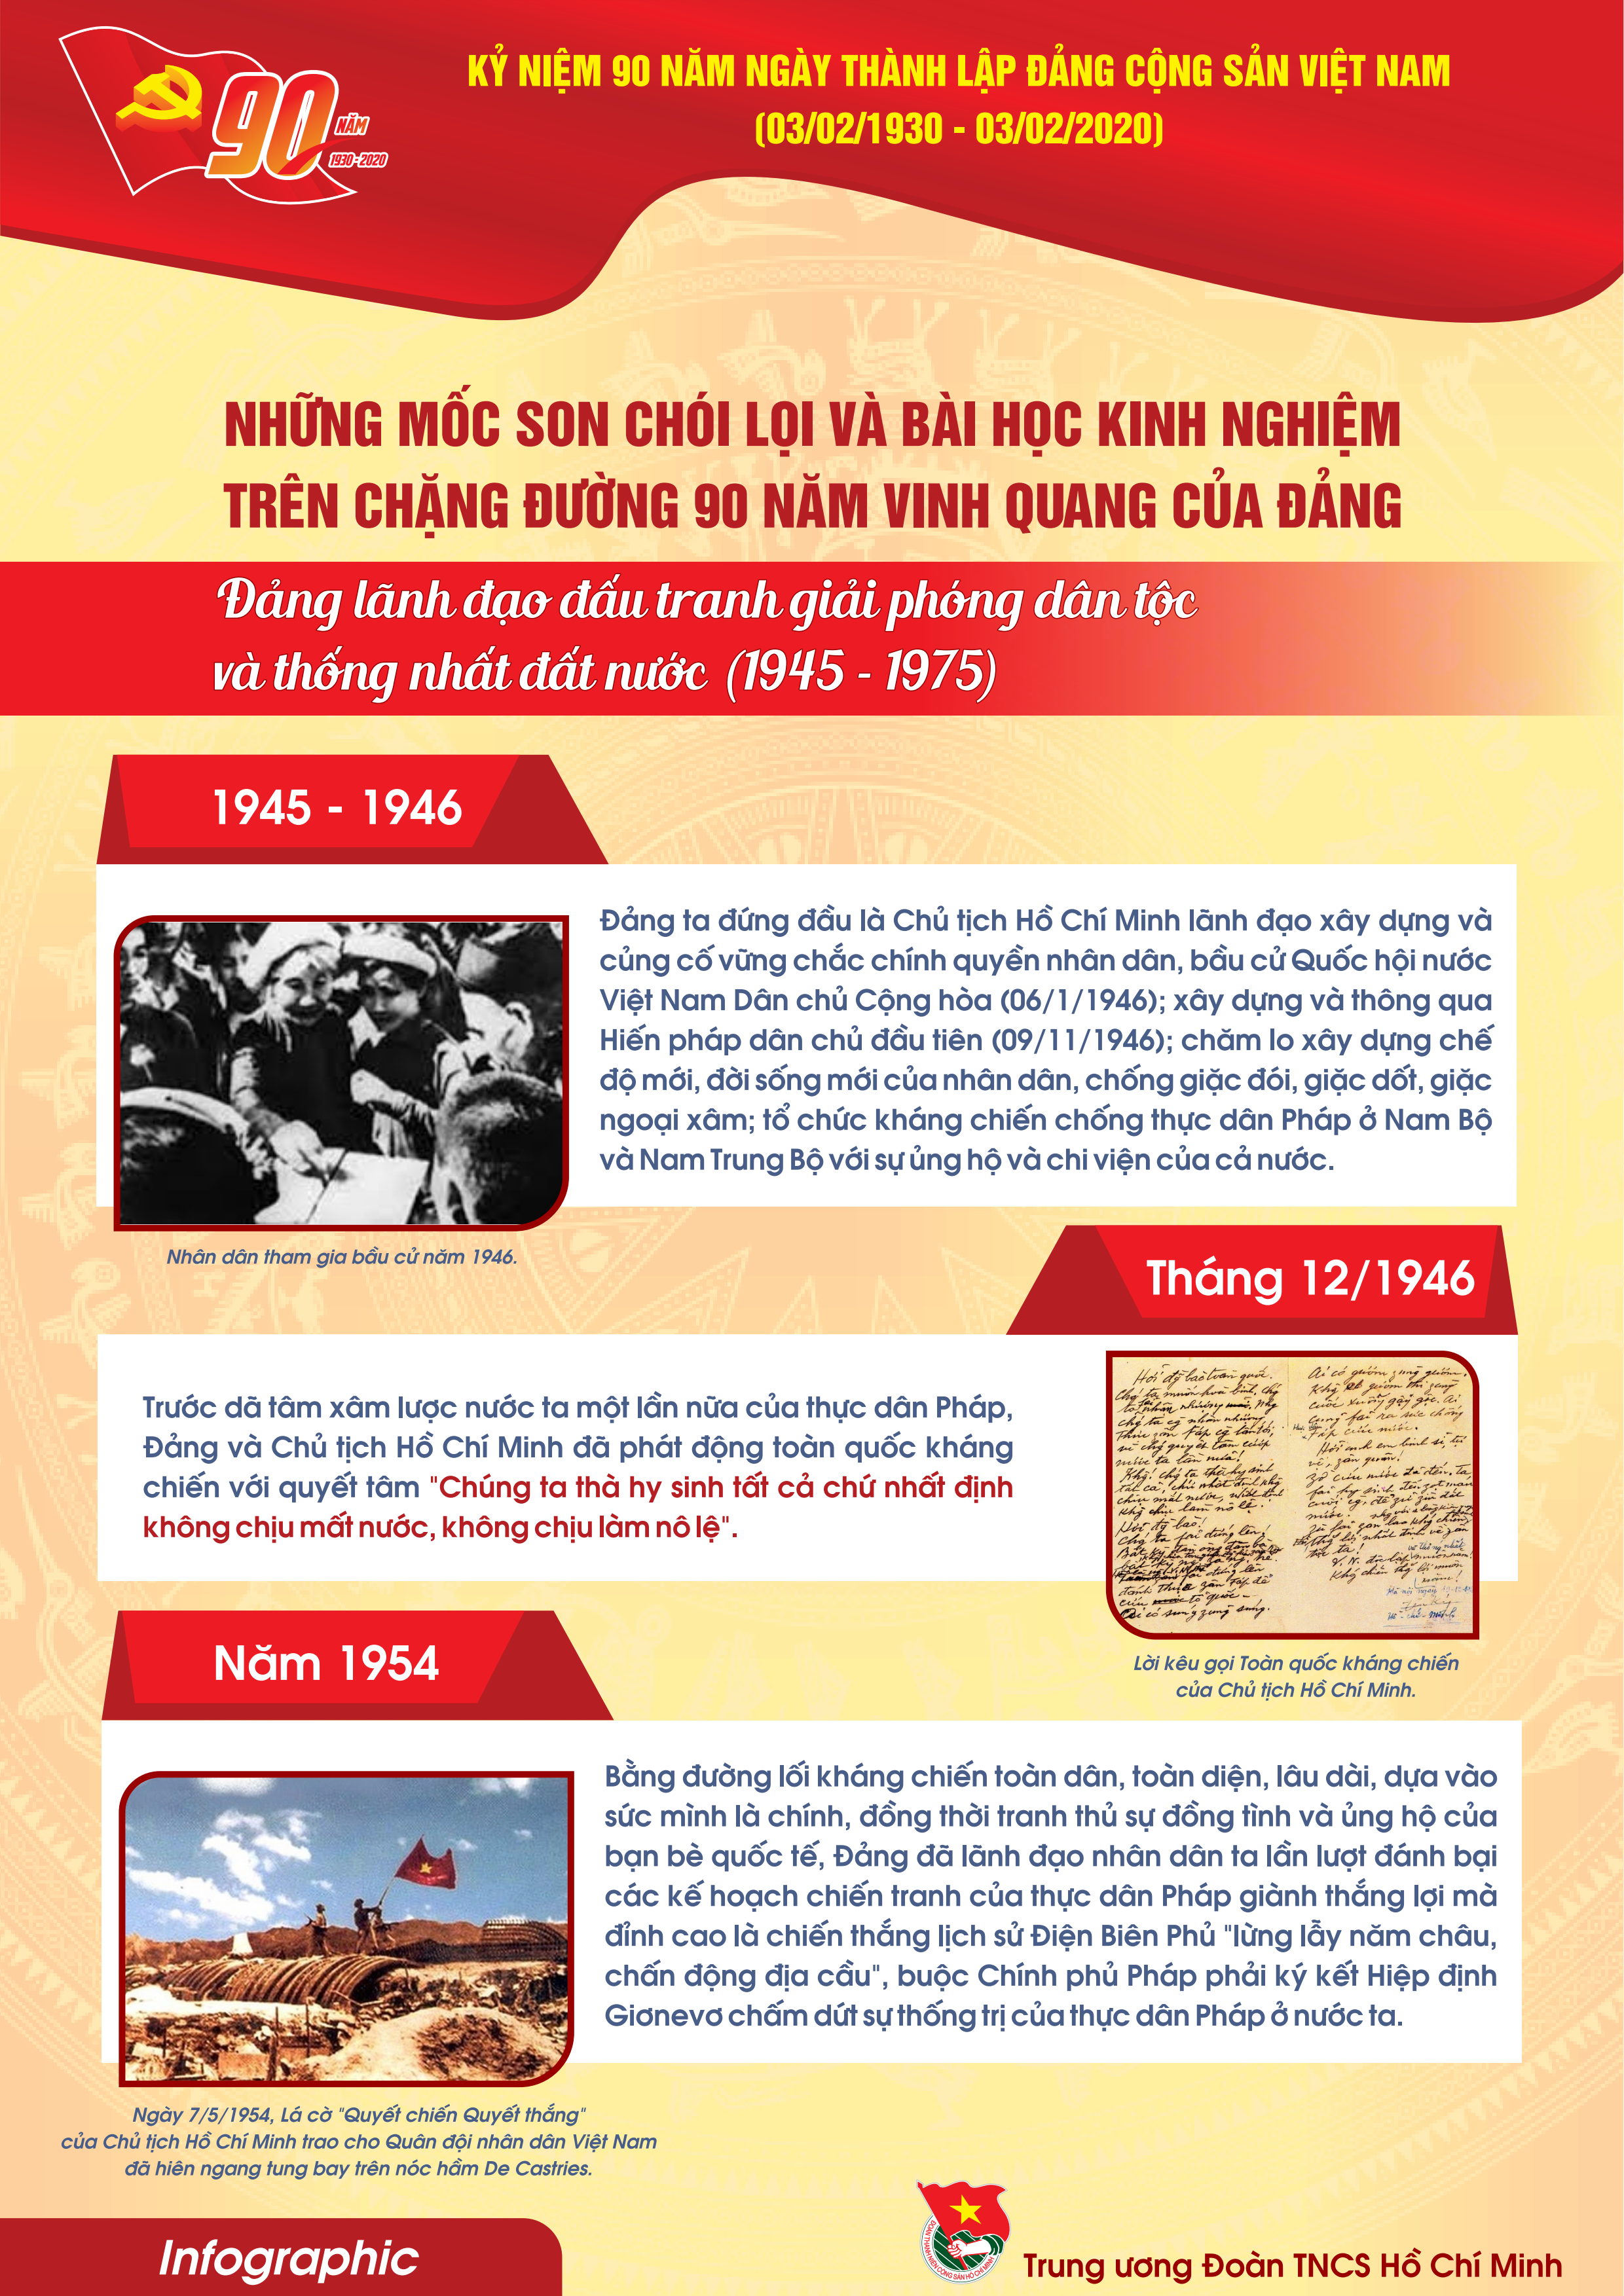 90
NĂM
1930-2020
KỶ NIỆM 90 NĂM NGÀY THÀNH LẬP ĐẢNG CỘNG SẢN VIỆT NAM
(03/02/1930 - 03/02/2020)
NHỮNG MỐC SON CHÓI LỌI VÀ BÀI HỌC KINH NGHIỆM
TRÊN CHẶNG ĐƯỜNG 90 NĂM VINH QUANG CỦA ĐẢNG
Đảng lãnh đạo đấu tranh giải phóng dân tộc
và thống nhất đất nước (1945 - 1975)
1945 - 1946
Đảng ta đứng đầu là Chủ tịch Hồ Chí Minh lãnh đạo xây dựng và
củng cố vững chắc chính quyền nhân dân, bầu cử Quốc hội nước
Việt Nam Dân chủ Cộng hòa (06/1/1946); xây dựng và thông qua
Hiến pháp dân chủ đầu tiên (09/11/1946); chăm lo xây dựng chế
độ mới, đời sống mới của nhân dân, chống giặc đói, giặc dốt, giặc
ngoại xâm; tổ chức kháng chiến chống thực dân Pháp ở Nam Bộ
và Nam Trung Bộ với sự ủng hộ và chi viện của cả nước.
Nhân dân tham gia bầu cử năm 1946.
Tháng 12/1946
Trước dã tâm xâm lược nước ta một lần nữa của thực dân Pháp,
Đảng và Chủ tịch Hồ Chí Minh đã phát động toàn quốc kháng
chiến với quyết tâm "Chúng ta thà hy sinh tất cả chứ nhất định
không chịu mất nước, không chịu làm nô lệ".
Lời kêu gọi Toàn quốc kháng chiến
của Chủ tịch Hồ Chí Minh.
Năm 1954
Bằng đường lối kháng chiến toàn dân, toàn diện, lâu dài, dựa vào
sức mình là chính, đồng thời tranh thủ sự đồng tình và ủng hộ của
bạn bè quốc tế, Đảng đã lãnh đạo nhân dân ta lần lượt đánh bại
các kế hoạch chiến tranh của thực dân Pháp giành thắng lợi mà
đỉnh cao là chiến thắng lịch sử Điện Biên Phủ "lừng lẫy năm châu,
chấn động địa cầu", buộc Chính phủ Pháp phải ký kết Hiệp định
Giơnevơ chấm dứt sự thống trị của thực dân Pháp ở nước ta.
Ngày 7/5/1954, Lá cờ "Quyết chiến Quyết thắng"
của Chủ tịch Hồ Chí Minh trao cho Quân đội nhân dân Việt Nam
đã hiên ngang tung bay trên nóc hầm De Castries.
Infographic
ĐOÀN THANH NIÊN CỘNG SẢN HỒ CHÍ MINH
Trung ương Đoàn TNCS Hồ Chí Minh